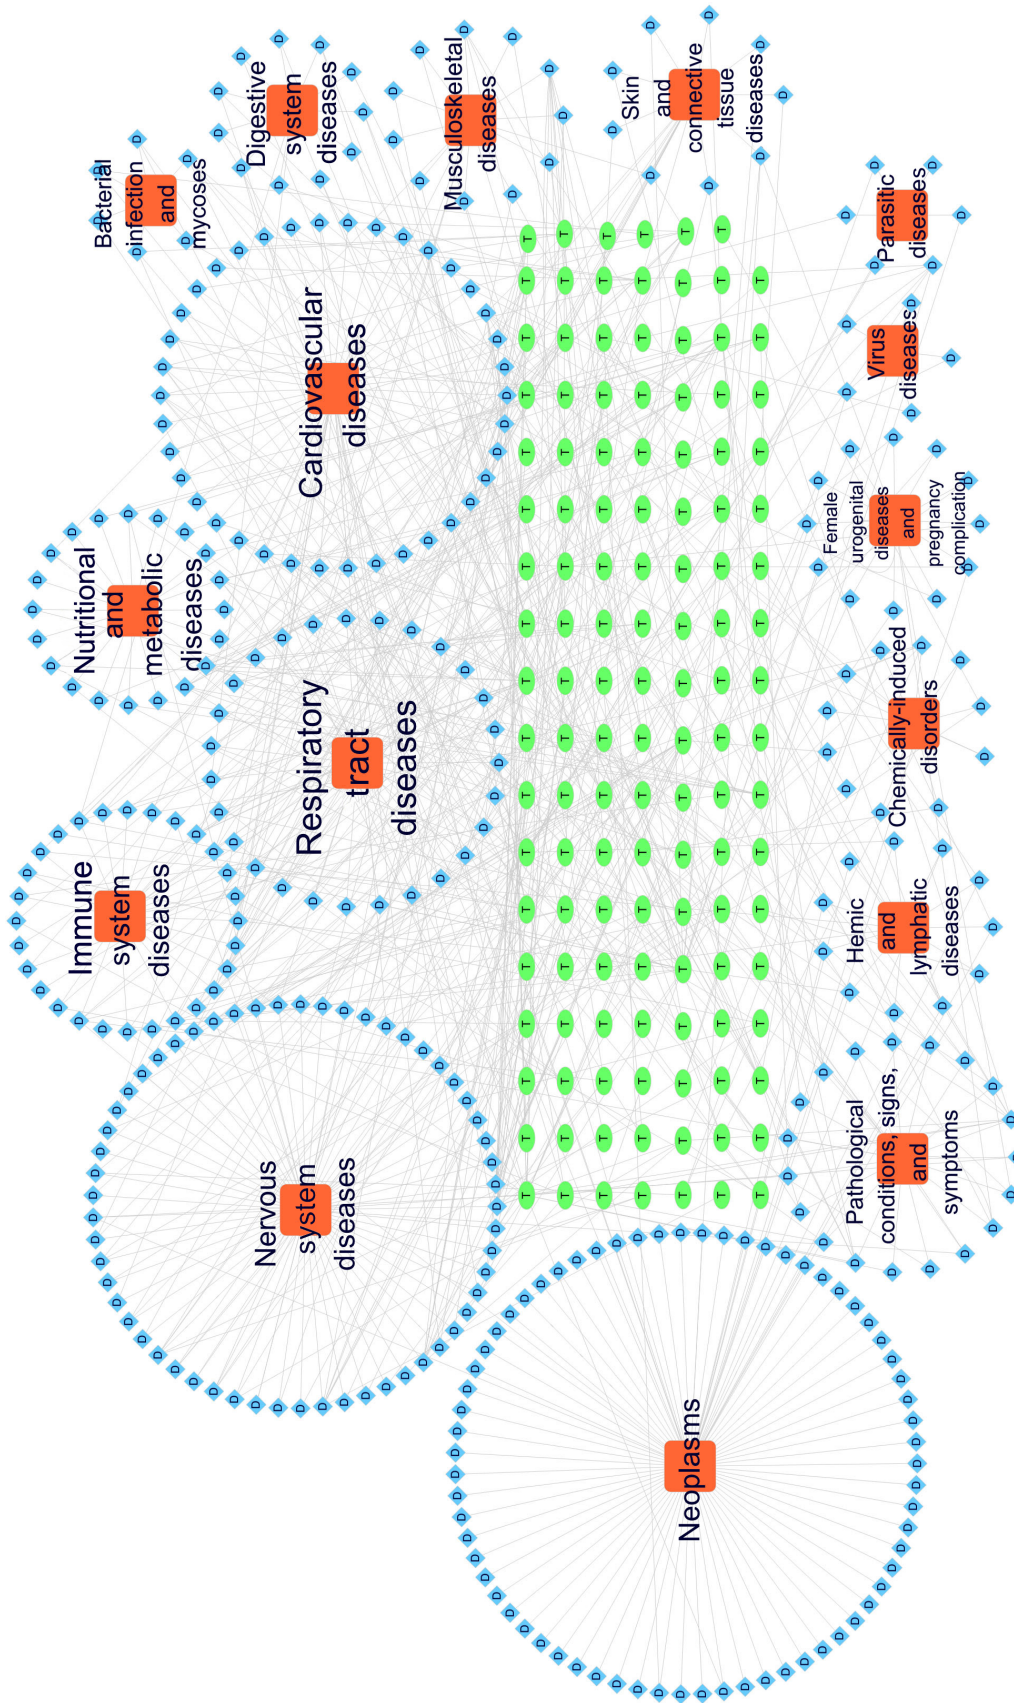 Nervous
system
diseases
Immune
system
diseases
Nutritional
and
metabolic
diseases
Bacterial
infection
and
mycoses
Respiratory
tract
diseases
Cardiovascular
diseases
Digestive
system
diseases
Musculoskeletal
diseases
Neoplasms
Skin
and
connective
tissue
diseases
Pathological
conditions, signs,
and
symptoms
Hemic
and
lymphatic
diseases
Chemically-induced
disorders
Female
urogenital
diseases
and
pregnancy
complication
Virus
diseases
Parasitic
diseases
D
T